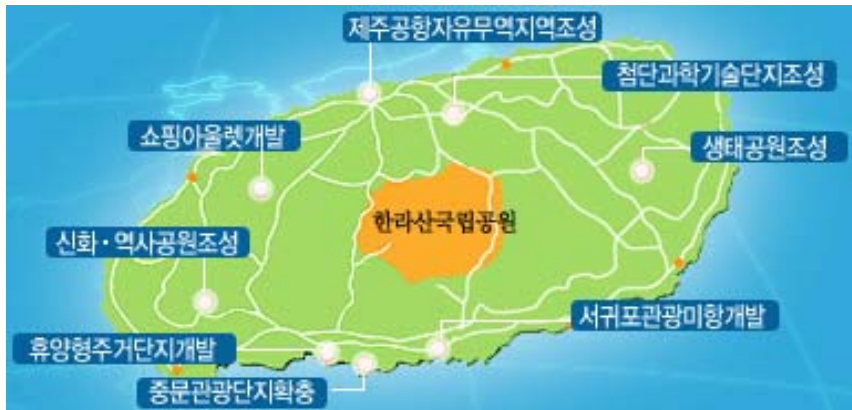 제주공항자유무역지역조성
첨단과학기술단지조성
쇼핑아울렛개발
생태공원조성
한라산국립공원
신화·역사공원조성
서귀포관광미항개발
휴양형주거단지개발
중문관광단지확충